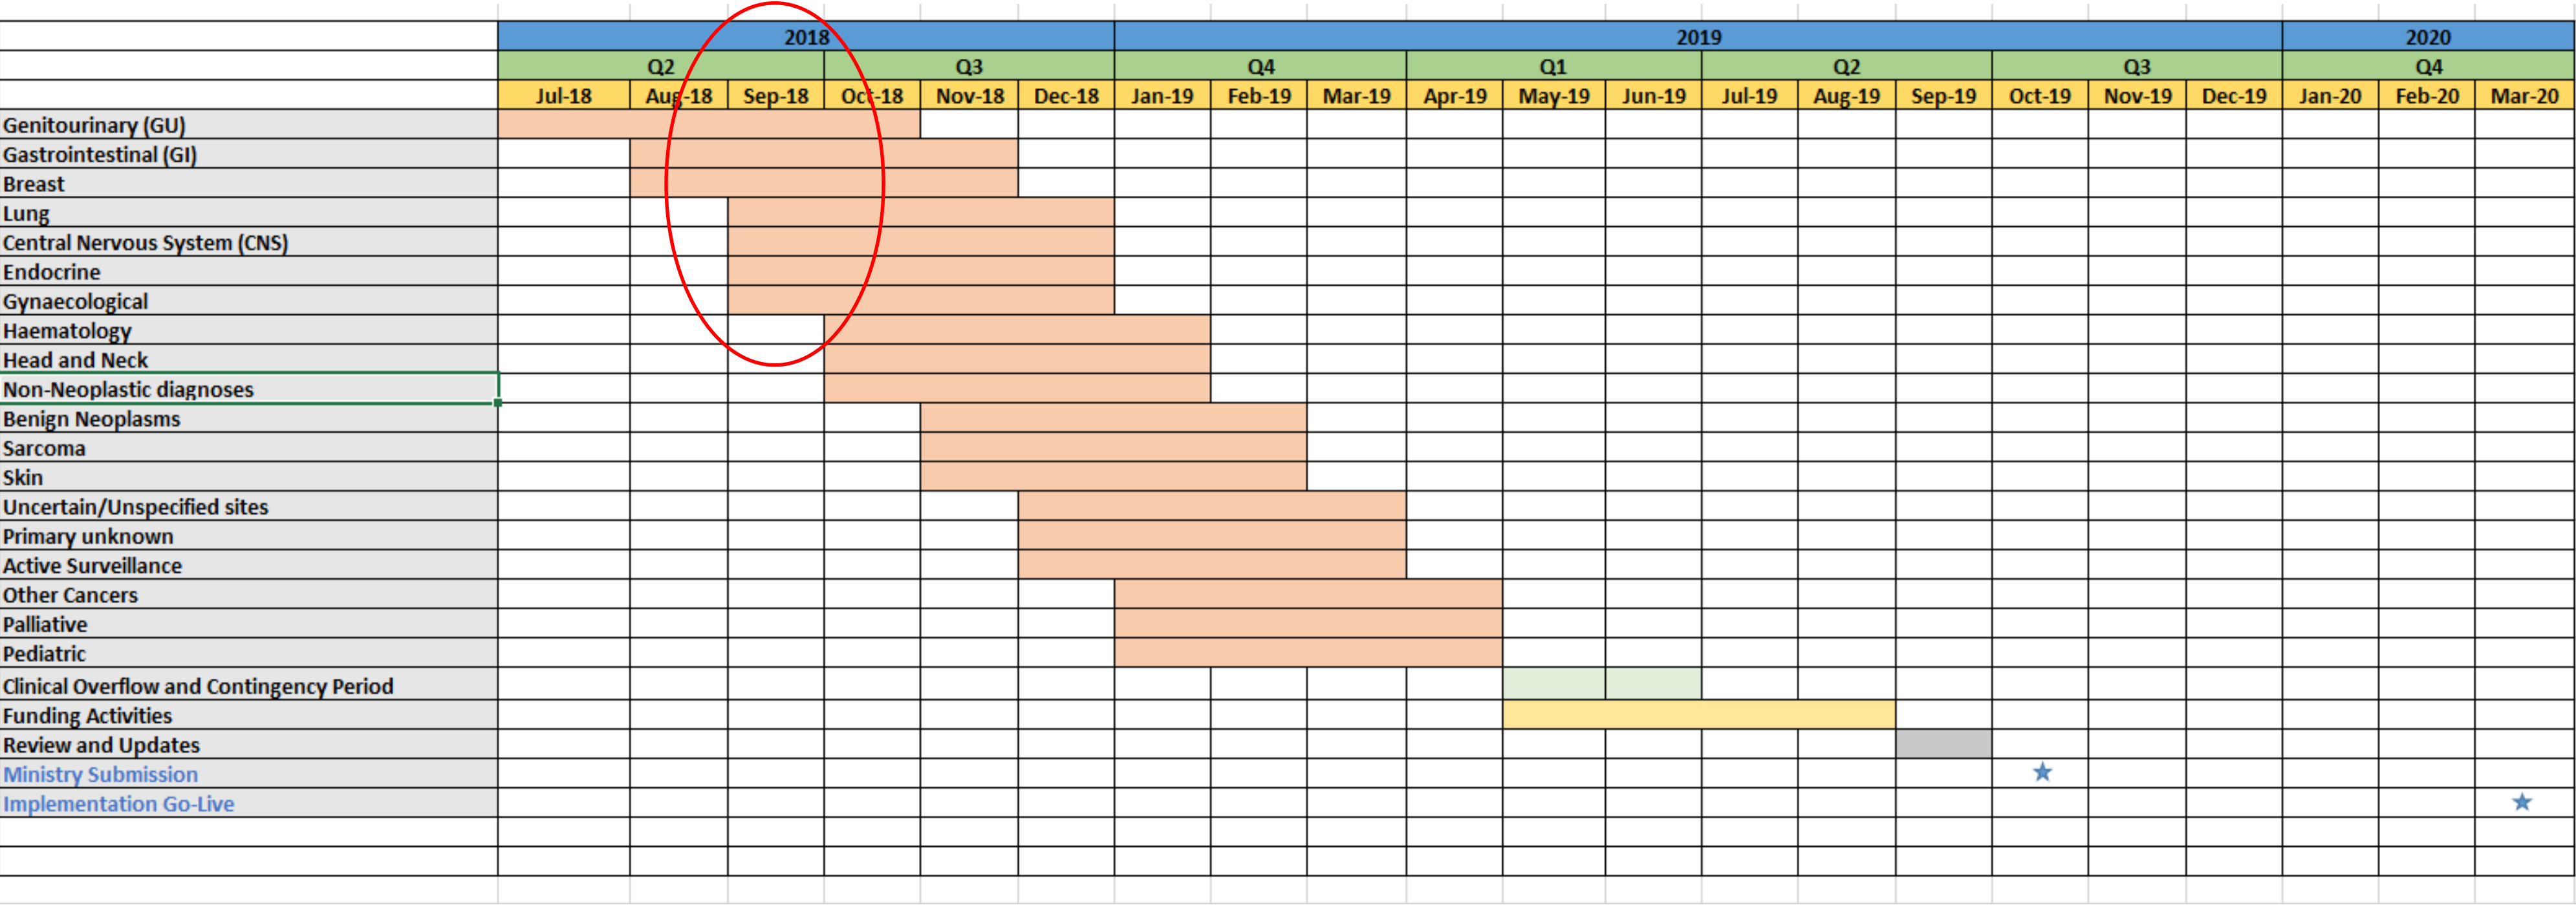 2018 2019 2020
Q2 Q3 Q4 Q1 Q2 Q3 Q4
Jul-18 Aug-18 Sep-18 Oct-18 Nov-18 Dec-18 Jan-19 Feb-19 Mar-19 Apr-19 May-19 Jun-19 Jul-19 Aug-19 Sep-19 Oct-19 Nov-19 Dec-19 Jan-20 Feb-20 Mar-20
Genitourinary (GU)
Gastrointestinal (GI)
Breast
Lung
Central Nervous System (CNS)
Endocrine
Gynaecological
Haematology
Head and Neck
Non-Neoplastic diagnoses
Benign Neoplasms
Sarcoma
Skin
Uncertain/Unspecified sites
Primary unknown
Active Surveillance
Other Cancers
Palliative
Pediatric
Clinical Overflow and Contingency Period
Funding Activities
Review and Updates
Ministry Submission
Implementation Go-Live